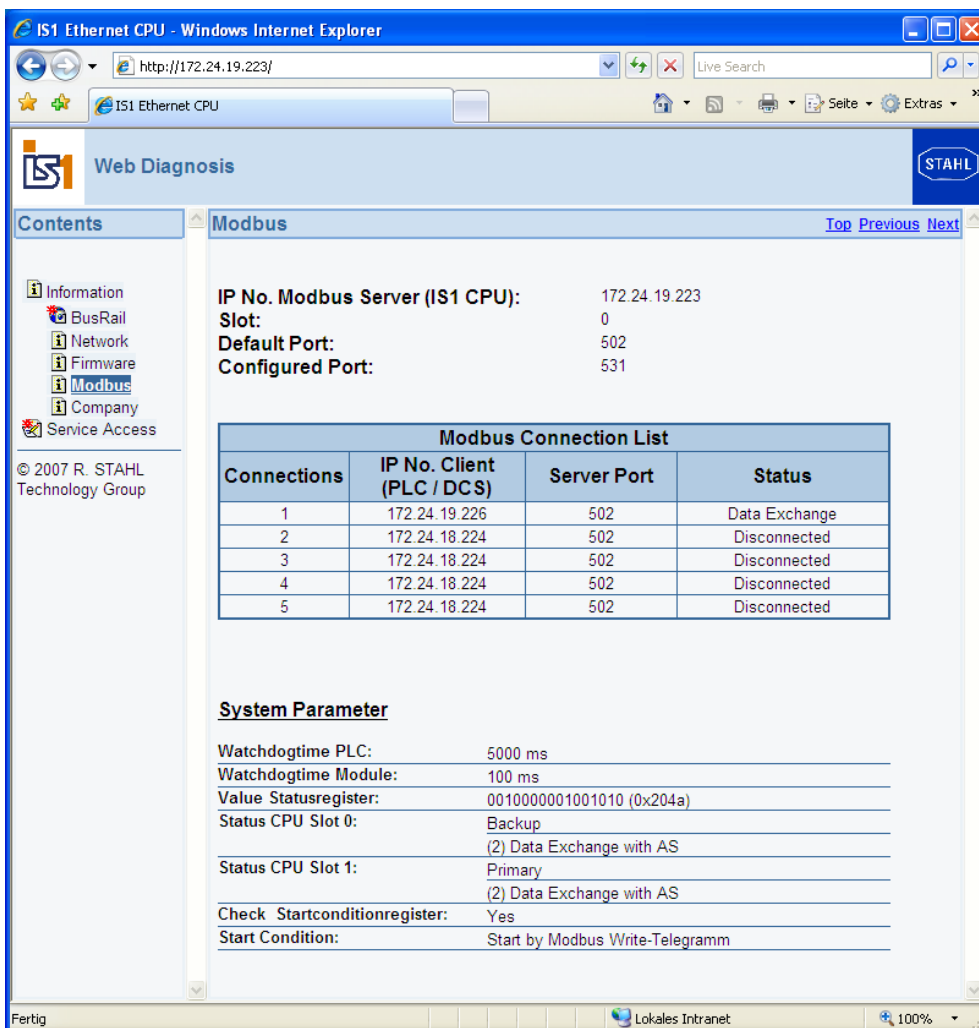 IS1 Ethernet CPU - Windows Internet Explorer
http://172.24.19.223/
Live Search
IS1 Ethernet CPU
Seite
Extras
»
IS1
Web Diagnosis
STAHL
Contents
Modbus
Top Previous Next
Information
BusRail
Network
Firmware
Modbus
Company
Service Access
© 2007 R. STAHL
Technology Group
IP No. Modbus Server (IS1 CPU): 172.24.19.223
Slot: 0
Default Port: 502
Configured Port: 531
Modbus Connection List
Connections IP No. Client (PLC / DCS) Server Port Status
1 172.24.19.226 502 Data Exchange
2 172.24.18.224 502 Disconnected
3 172.24.18.224 502 Disconnected
4 172.24.18.224 502 Disconnected
5 172.24.18.224 502 Disconnected
System Parameter
Watchdogtime PLC: 5000 ms
Watchdogtime Module: 100 ms
Value Statusregister: 0010000001001010 (0x204a)
Status CPU Slot 0: Backup
(2) Data Exchange with AS
Status CPU Slot 1: Primary
(2) Data Exchange with AS
Check Startconditionregister: Yes
Start Condition: Start by Modbus Write-Telegramm
Fertig
Lokales Intranet
100%